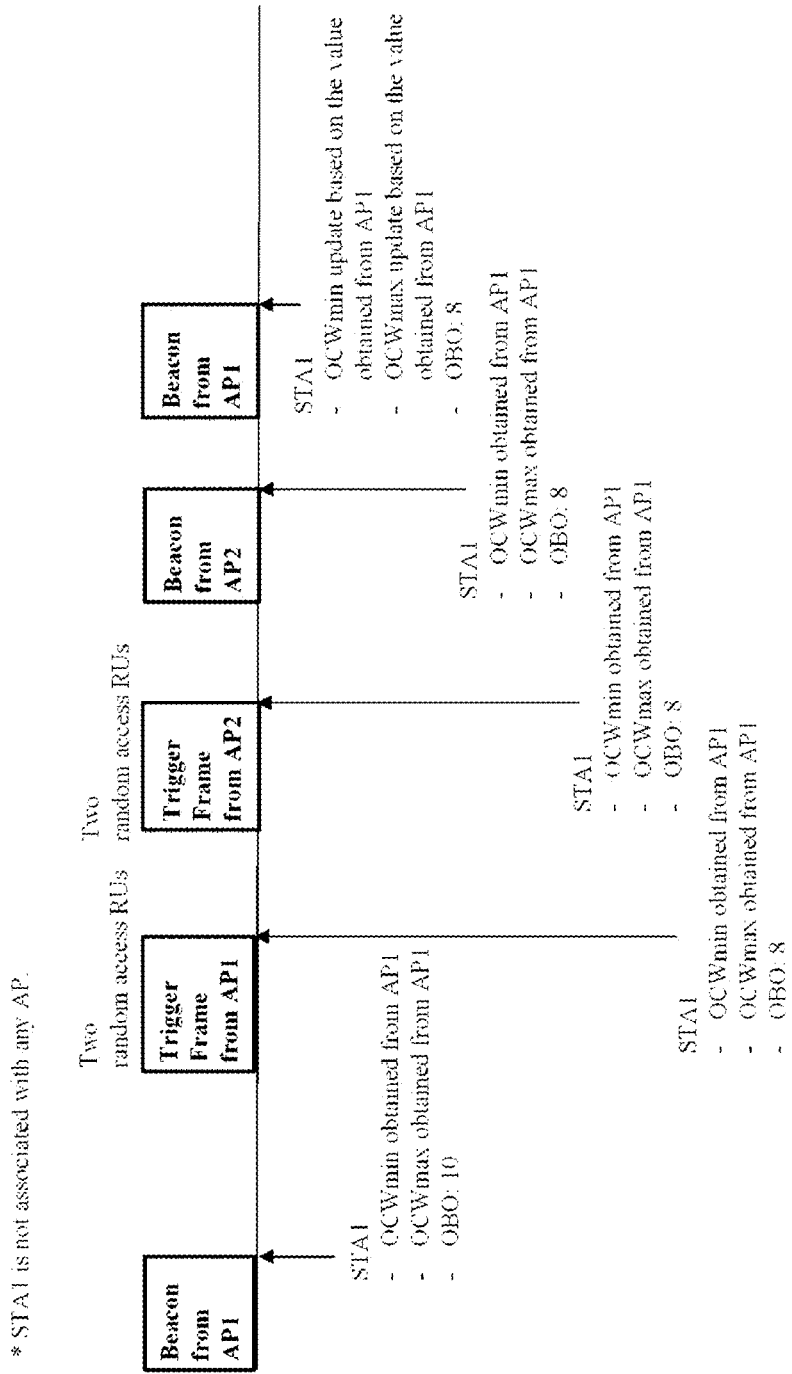 * STA1 is not associated with any AP.
Two
random access RUs
Two
random access RUs
Beacon
from
AP1
Trigger
Frame
from AP1
Trigger
Frame
from AP2
Beacon
from
AP2
Beacon
from
AP1
STA1
- OCWmin obtained from AP1
- OCWmax obtained from AP1
- OBO: 10
STA1
- OCWmin obtained from AP1
- OCWmax obtained from AP1
- OBO: 8
STA1
- OCWmin obtained from AP1
- OCWmax obtained from AP1
- OBO: 8
STA1
- OCWmin obtained from AP1
- OCWmax obtained from AP1
- OBO: 8
STA1
- OCWmin update based on the value
obtained from AP1
- OCWmax update based on the value
obtained from AP1
- OBO: 8